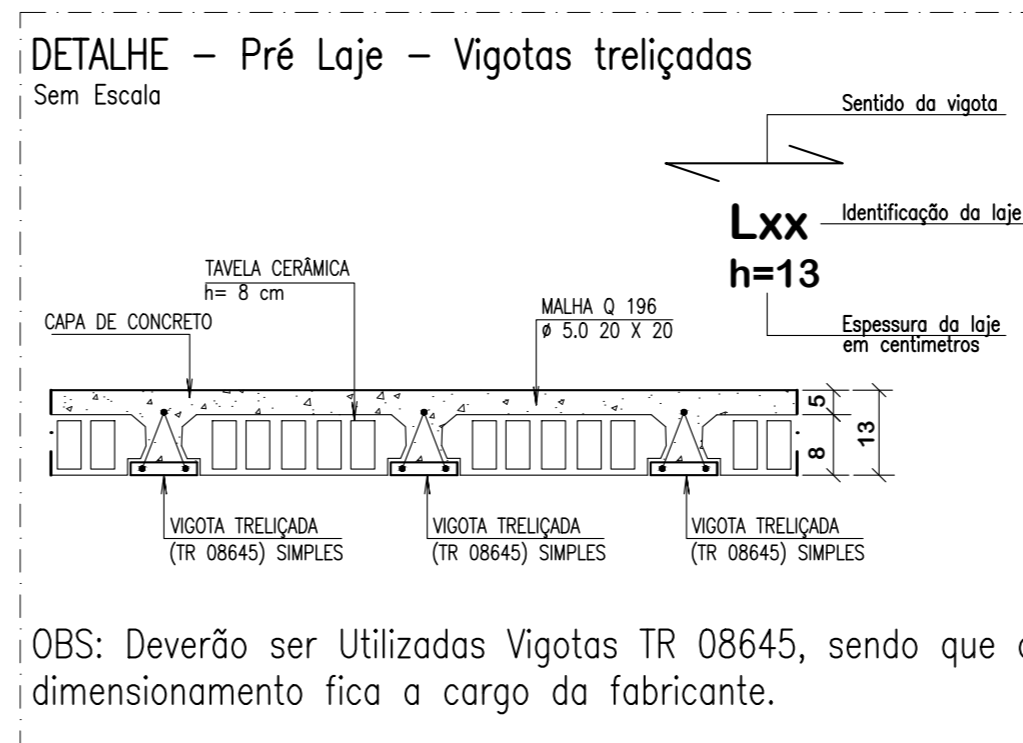 DETALHE – Pré Laje – Vigotas treliçadas
Sem Escala
Sentido da vigota
Lxx
Identificação da laje
h=13
TAVELA CERÂMICA
h= 8 cm
CAPA DE CONCRETO
MALHA Q 196
ø 5.0 20 X 20
Espessura da laje
em centimetros
5
8
13
VIGOTA TRELIÇADA
(TR 08645) SIMPLES
VIGOTA TRELIÇADA
(TR 08645) SIMPLES
VIGOTA TRELIÇADA
(TR 08645) SIMPLES
OBS: Deverão ser Utilizadas Vigotas TR 08645, sendo que
dimensionamento fica a cargo da fabricante.